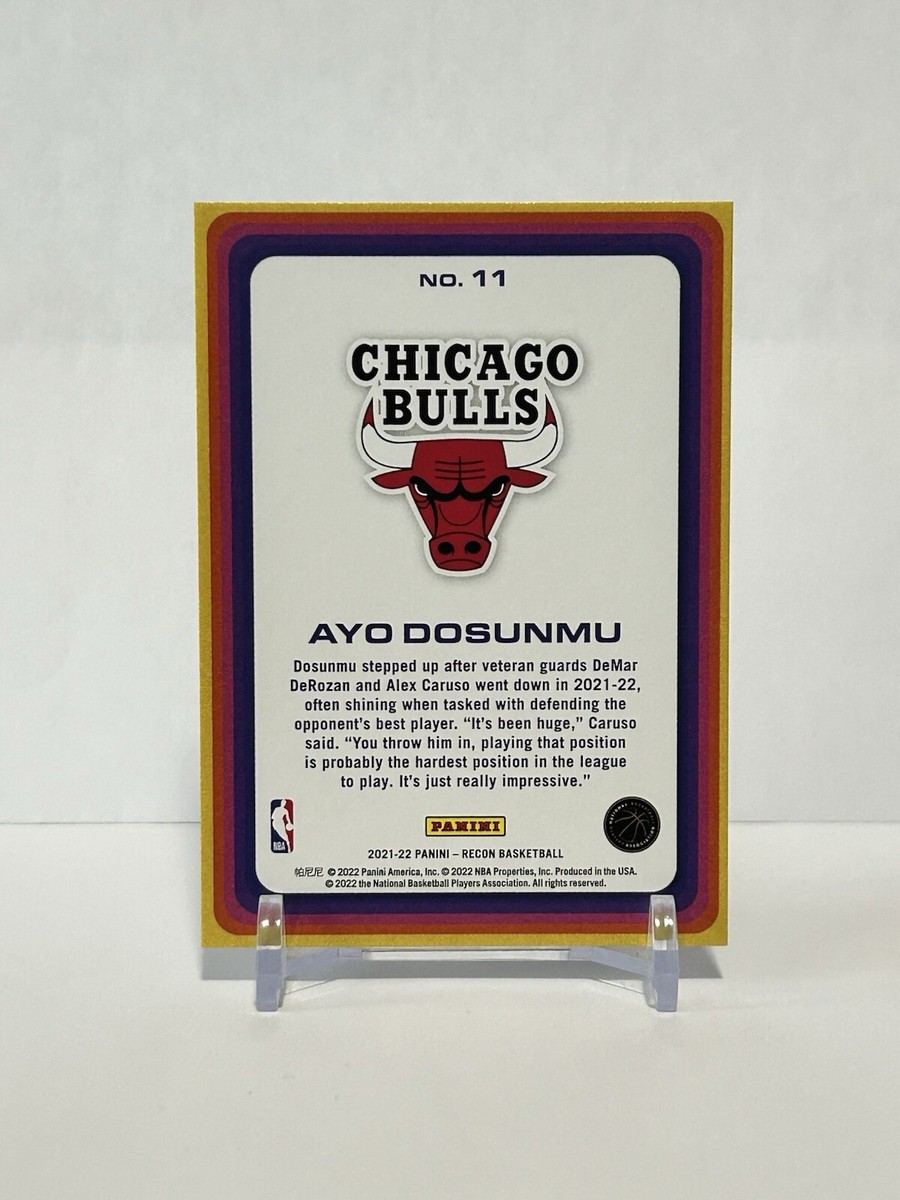 NO. 11
CHICAGO
BULLS
AYO DOSUNMU
Dosunmu stepped up after veteran guards DeMar
DeRozan and Alex Caruso went down in 2021-22,
often shining when tasked with defending the
opponent's best player. “It's been huge,” Caruso
said. “You throw him in, playing that position
is probably the hardest position in the league
to play. It's just really impressive.”
NBA
PANINI
2021-22 PANINI – RECON BASKETBALL
帕尼尼 © 2022 Panini America, Inc. © 2022 NBA Properties, Inc. Produced in the USA.
© 2022 the National Basketball Players Association. All rights reserved.